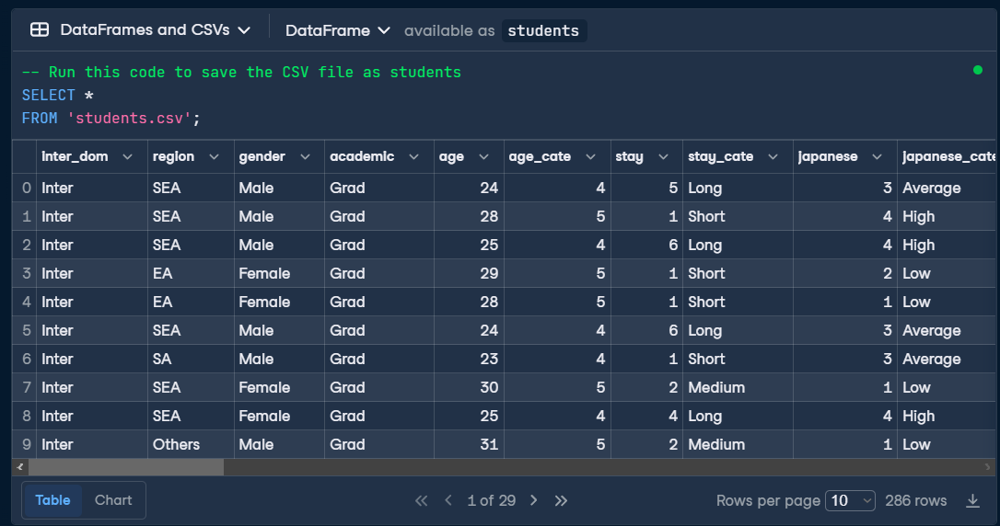 DataFrames and CSVs DataFrame available as students
-- Run this code to save the CSV file as students
SELECT *
FROM 'students.csv';
inter_dom region gender academic age age_cate stay stay_cate japanese japanese_cate
0 Inter SEA Male Grad 24 4 5 Long 3 Average
1 Inter SEA Male Grad 28 5 1 Short 4 High
2 Inter SEA Male Grad 25 4 6 Long 4 High
3 Inter EA Female Grad 29 5 1 Short 2 Low
4 Inter EA Female Grad 28 5 1 Short 1 Low
5 Inter SEA Male Grad 24 4 6 Long 3 Average
6 Inter SA Male Grad 23 4 1 Short 3 Average
7 Inter SEA Female Grad 30 5 2 Medium 1 Low
8 Inter SEA Female Grad 25 4 4 Long 4 High
9 Inter Others Male Grad 31 5 2 Medium 1 Low
Table Chart 1 of 29 Rows per page 10 286 rows